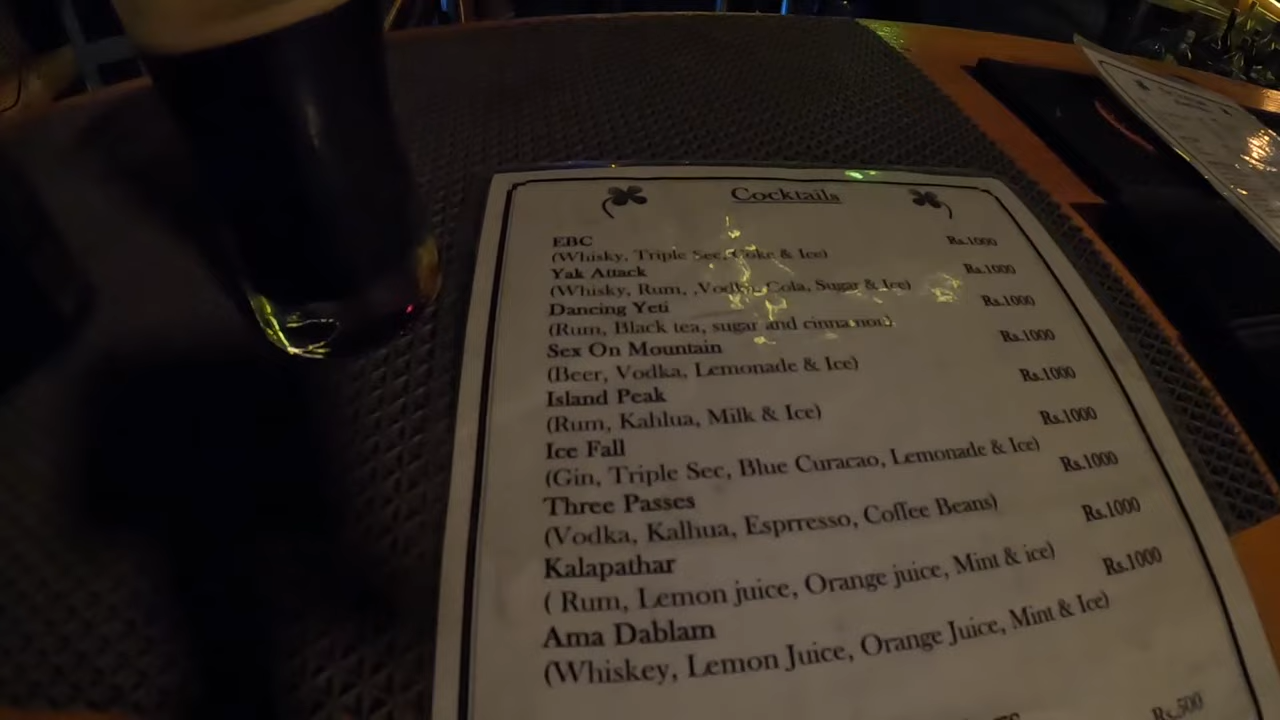 Cocktails
EBC Rs.1000
(Whisky, Triple Sec, Coke & Ice)
Yak Attack Rs.1000
(Whisky, Rum, ,Vodka, Cola, Sugar & Ice)
Dancing Yeti Rs.1000
(Rum, Black tea, sugar and cinnamon)
Sex On Mountain Rs.1000
(Beer, Vodka, Lemonade & Ice)
Island Peak Rs.1000
(Rum, Kahlua, Milk & Ice)
Ice Fall Rs.1000
(Gin, Triple Sec, Blue Curacao, Lemonade & Ice)
Three Passes Rs.1000
(Vodka, Kalhua, Esprresso, Coffee Beans)
Kalapathar Rs.1000
( Rum, Lemon juice, Orange juice, Mint & ice)
Ama Dablam Rs.1000
(Whiskey, Lemon Juice, Orange Juice, Mint & Ice)
Rs.500